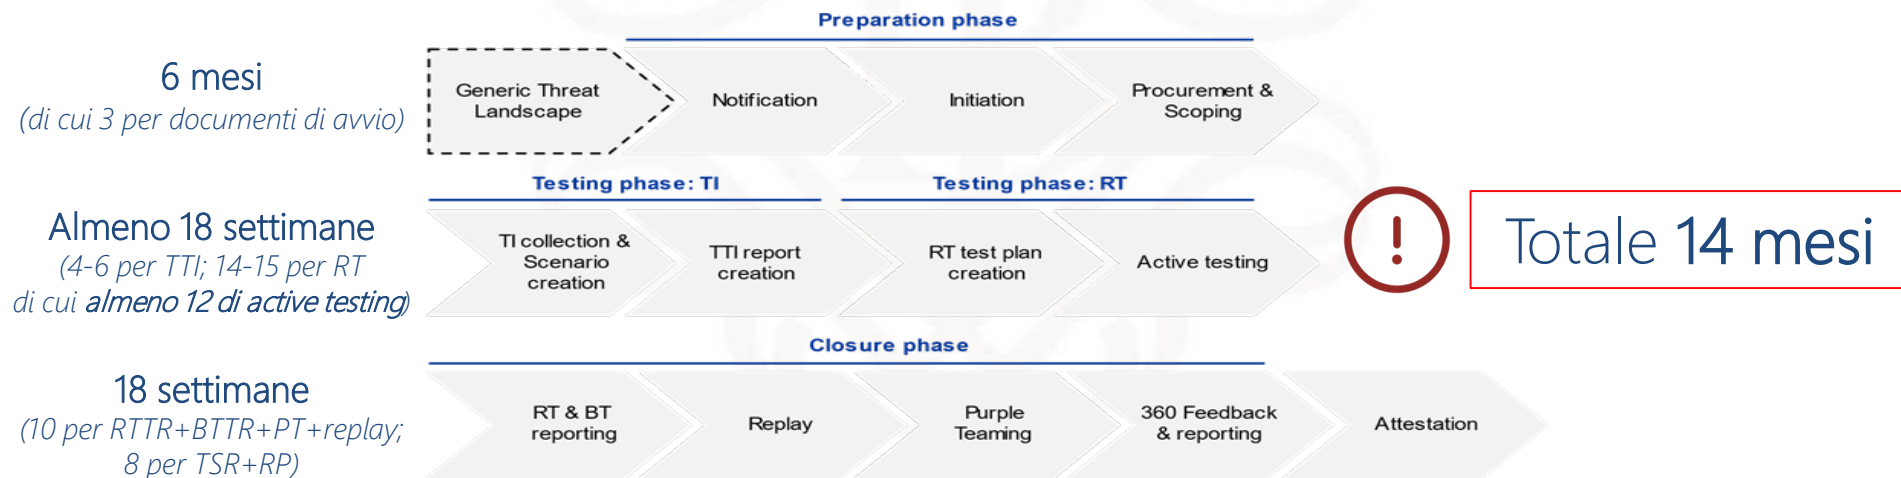 Preparation phase
6 mesi
(di cui 3 per documenti di avvio)
Generic Threat
Landscape
Notification
Initiation
Procurement &
Scoping
Testing phase: TI
Testing phase: RT
Almeno 18 settimane
(4-6 per TTI; 14-15 per RT
di cui almeno 12 di active testing)
TI collection &
Scenario
creation
TTI report
creation
RT test plan
creation
Active testing
!
Totale 14 mesi
Closure phase
18 settimane
(10 per RTTR+BTTR+PT+replay;
8 per TSR+RP)
RT & BT
reporting
Replay
Purple
Teaming
360 Feedback
& reporting
Attestation